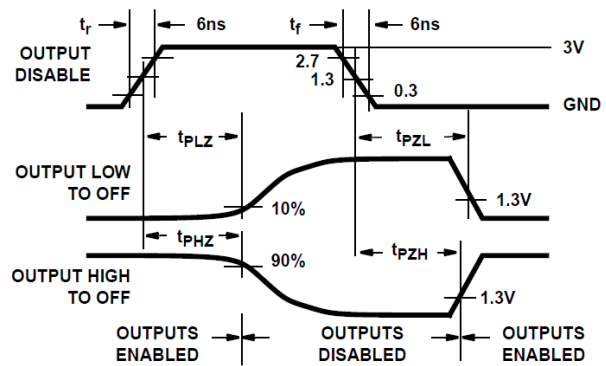 tr 6ns tf 6ns
OUTPUT
DISABLE
3V
2.7
1.3
0.3
GND
tPLZ tPZL
OUTPUT LOW
TO OFF
10%
1.3V
tPHZ tPZH
OUTPUT HIGH
TO OFF
90%
1.3V
OUTPUTS
ENABLED
OUTPUTS
DISABLED
OUTPUTS
ENABLED